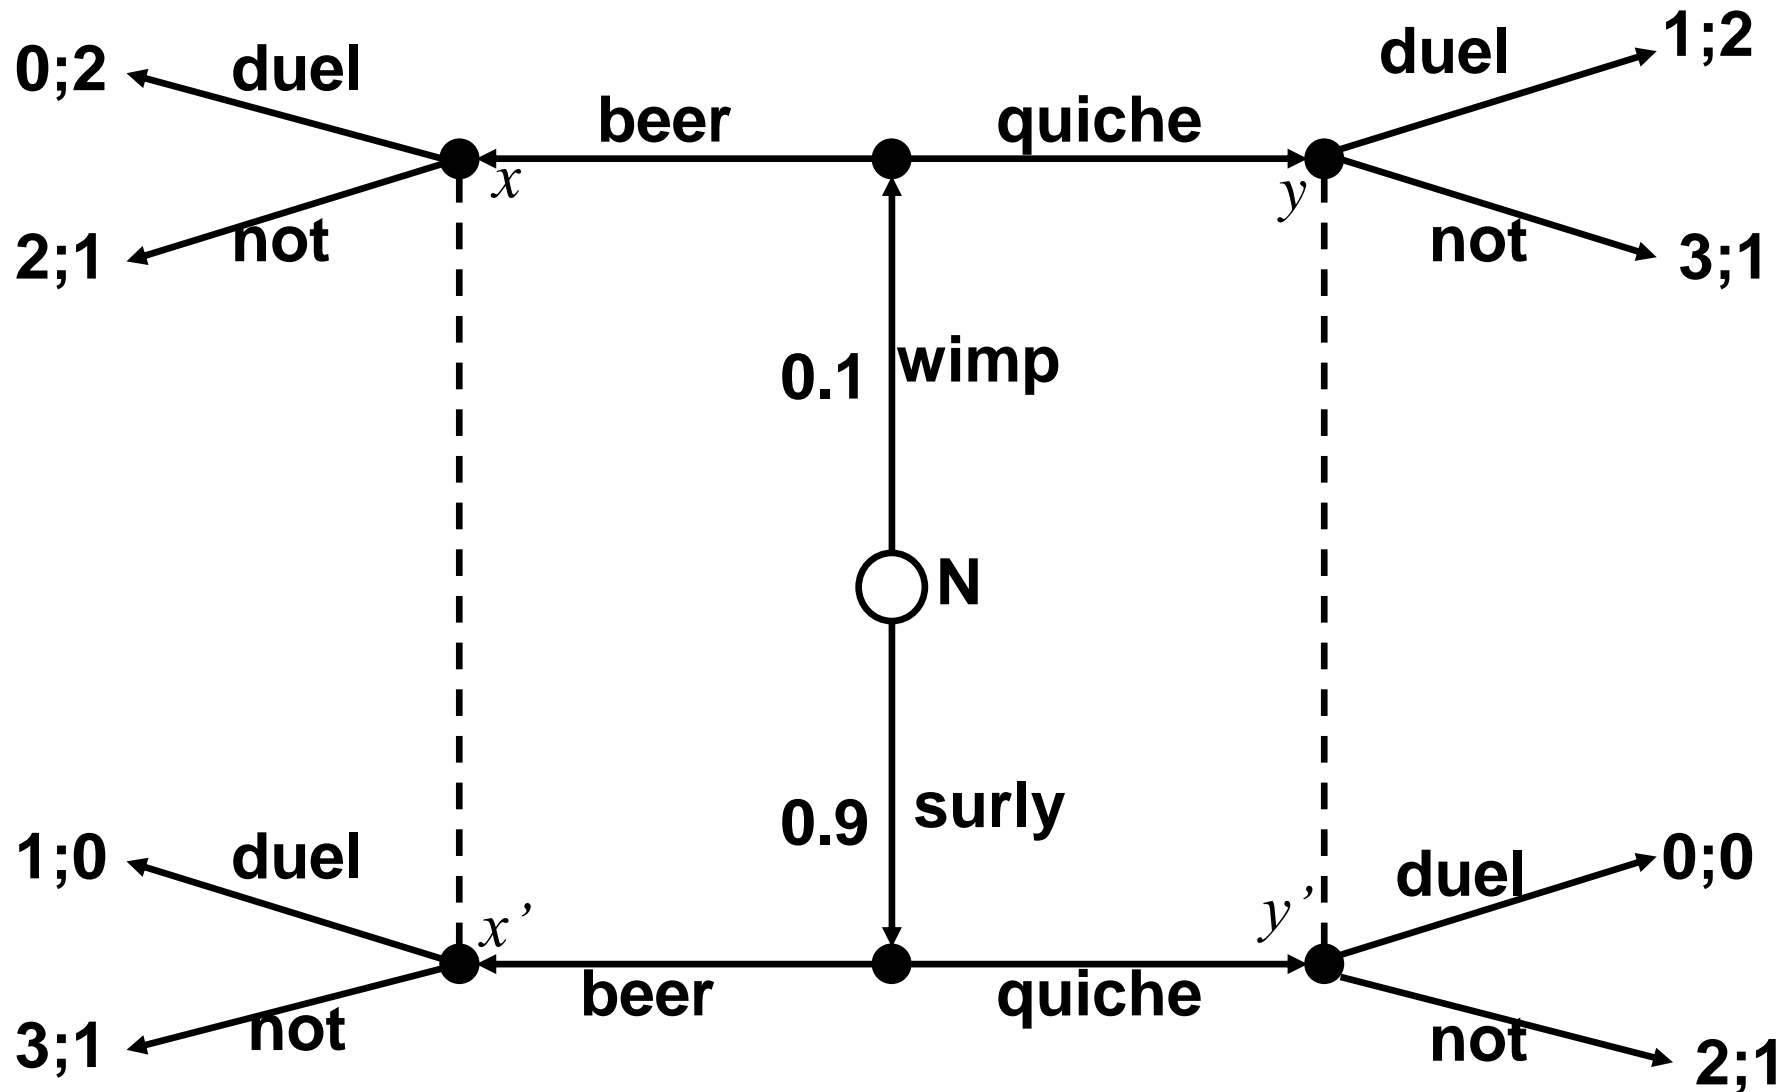 0;2 duel beer quiche duel 1;2
x y
2;1 not not 3;1
0.1 wimp
N
0.9 surly
1;0 duel duel 0;0
x’ y’
3;1 not beer quiche not 2;1